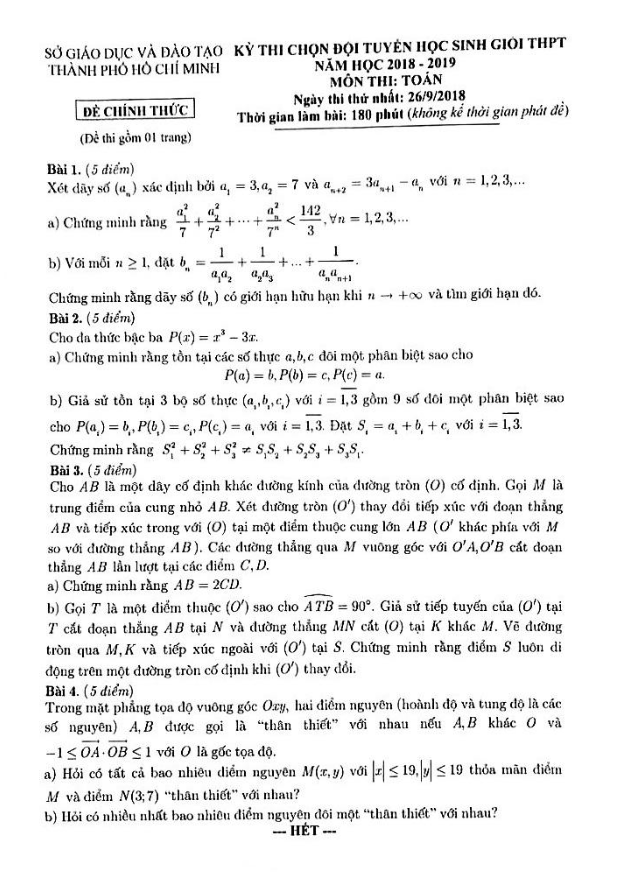 SỞ GIÁO DỤC VÀ ĐÀO TẠO
THÀNH PHỐ HỒ CHÍ MINH
ĐỀ CHÍNH THỨC
(Đề thi gồm 01 trang)
KỲ THI CHỌN ĐỘI TUYỂN HỌC SINH GIỎI THPT
NĂM HỌC 2018 - 2019
MÔN THI: TOÁN
Ngày thi thứ nhất: 26/9/2018
Thời gian làm bài: 180 phút (không kể thời gian phát đề)
Bài 1. (5 điểm)
Xét dãy số (a_n) xác định bởi a_1 = 3, a_2 = 7 và a_{n+2} = 3a_{n+1} - a_n với n = 1,2,3,...
a) Chứng minh rằng a_1^2/7 + a_2^2/7^2 + ... + a_n^2/7^n < 142/3, ∀n = 1,2,3,...
b) Với mỗi n ≥ 1, đặt b_n = 1/(a_1a_2) + 1/(a_2a_3) + ... + 1/(a_na_{n+1}).
Chứng minh rằng dãy số (b_n) có giới hạn hữu hạn khi n → +∞ và tìm giới hạn đó.
Bài 2. (5 điểm)
Cho đa thức bậc ba P(x) = x^3 - 3x.
a) Chứng minh rằng tồn tại các số thực a,b,c đôi một phân biệt sao cho
P(a) = b, P(b) = c, P(c) = a.
b) Giả sử tồn tại 3 bộ số thực (a_i,b_i,c_i) với i = \overline{1,3} gồm 9 số đôi một phân biệt sao
cho P(a_i) = b_i, P(b_i) = c_i, P(c_i) = a_i với i = \overline{1,3}. Đặt S_i = a_i + b_i + c_i với i = \overline{1,3}.
Chứng minh rằng S_1^2 + S_2^2 + S_3^2 ≠ S_1S_2 + S_2S_3 + S_3S_1.
Bài 3. (5 điểm)
Cho AB là một dây cố định khác đường kính của đường tròn (O) cố định. Gọi M là
trung điểm của cung nhỏ AB. Xét đường tròn (O') thay đổi tiếp xúc với đoạn thẳng
AB và tiếp xúc trong với (O) tại một điểm thuộc cung lớn AB (O' khác phía với M
so với đường thẳng AB). Các đường thẳng qua M vuông góc với O'A, O'B cắt đoạn
thẳng AB lần lượt tại các điểm C, D.
a) Chứng minh rằng AB = 2CD.
b) Gọi T là một điểm thuộc (O') sao cho \widehat{ATB} = 90°. Giả sử tiếp tuyến của (O') tại
T cắt đoạn thẳng AB tại N và đường thẳng MN cắt (O) tại K khác M. Vẽ đường
tròn qua M, K và tiếp xúc ngoài với (O') tại S. Chứng minh rằng điểm S luôn di
động trên một đường tròn cố định khi (O') thay đổi.
Bài 4. (5 điểm)
Trong mặt phẳng tọa độ vuông góc Oxy, hai điểm nguyên (hoành độ và tung độ là các
số nguyên) A, B được gọi là “thân thiết” với nhau nếu A, B khác O và
-1 ≤ \overrightarrow{OA} · \overrightarrow{OB} ≤ 1 với O là gốc tọa độ.
a) Hỏi có tất cả bao nhiêu điểm nguyên M(x,y) với |x| ≤ 19, |y| ≤ 19 thỏa mãn điểm
M và điểm N(3;7) “thân thiết” với nhau?
b) Hỏi có nhiều nhất bao nhiêu điểm nguyên đôi một “thân thiết” với nhau?
--- HẾT ---